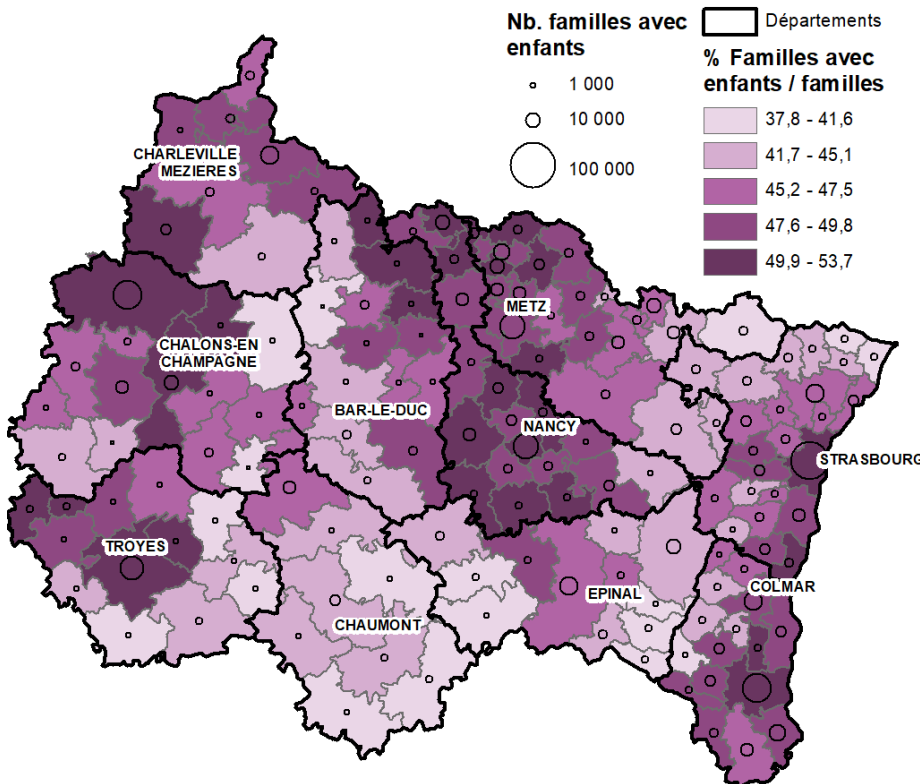 Nb. familles avec
enfants
1 000
10 000
100 000
Départements
% Familles avec
enfants / familles
37,8 - 41,6
41,7 - 45,1
45,2 - 47,5
47,6 - 49,8
49,9 - 53,7
CHARLEVILLE
MEZIERES
METZ
CHALONS-EN
CHAMPAGNE
BAR-LE-DUC
NANCY
STRASBOURG
TROYES
EPINAL
COLMAR
CHAUMONT